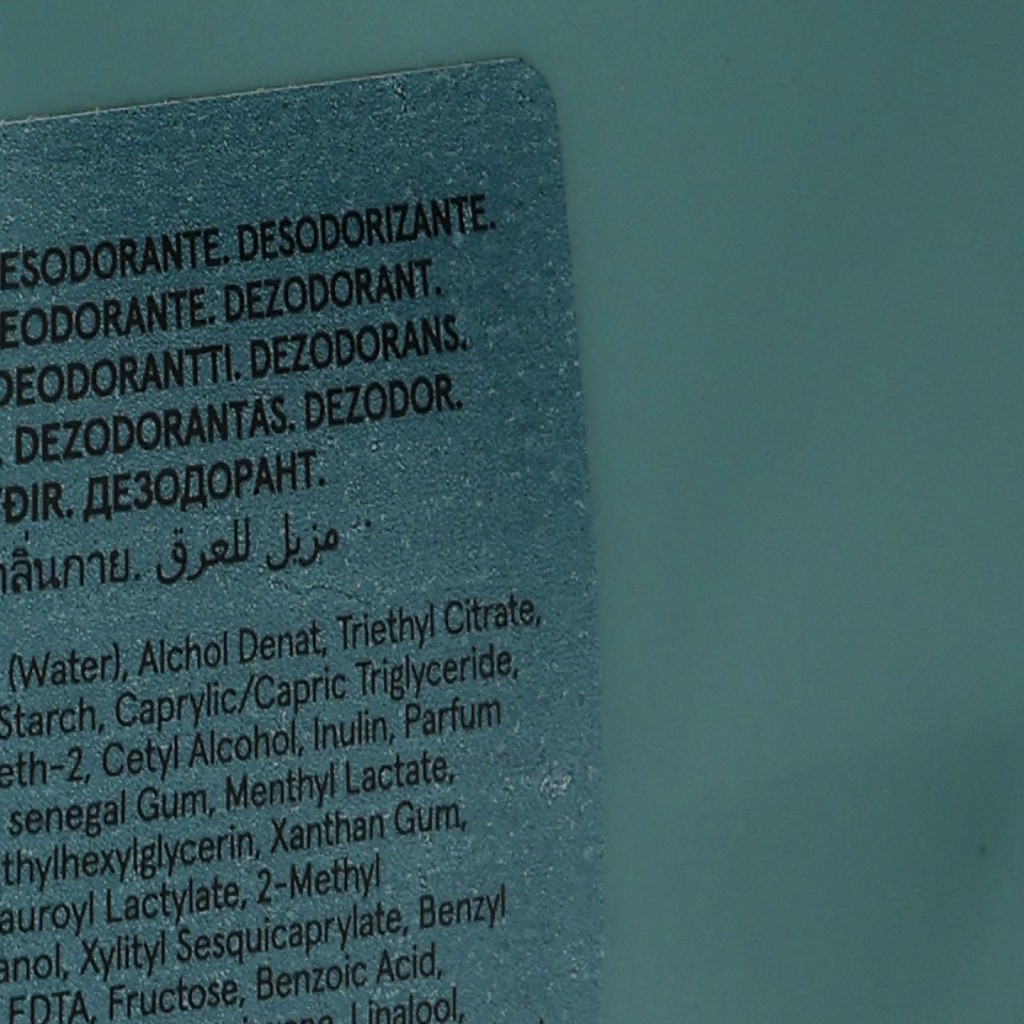 ESODORANTE. DESODORIZANTE.
EODORANTE. DEZODORANT.
DEODORANTTI. DEZODORANS.
. DEZODORANTAS. DEZODOR.
ĐIR. ДЕЗОДОРАНТ.
กลิ่นกาย. مزيل للعرق
(Water), Alchol Denat, Triethyl Citrate,
Starch, Caprylic/Capric Triglyceride,
eth-2, Cetyl Alcohol, Inulin, Parfum
senegal Gum, Menthyl Lactate,
thylhexylglycerin, Xanthan Gum,
auroyl Lactylate, 2-Methyl
anol, Xylityl Sesquicaprylate, Benzyl
EDTA, Fructose, Benzoic Acid,
Linalool,